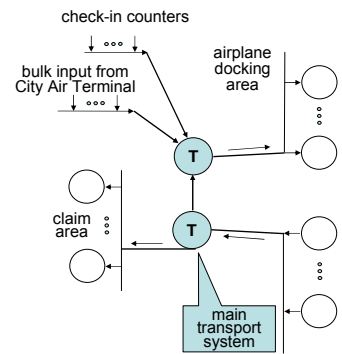 check-in counters
bulk input from
City Air Terminal
airplane
docking
area
T
T
claim
area
main
transport
system